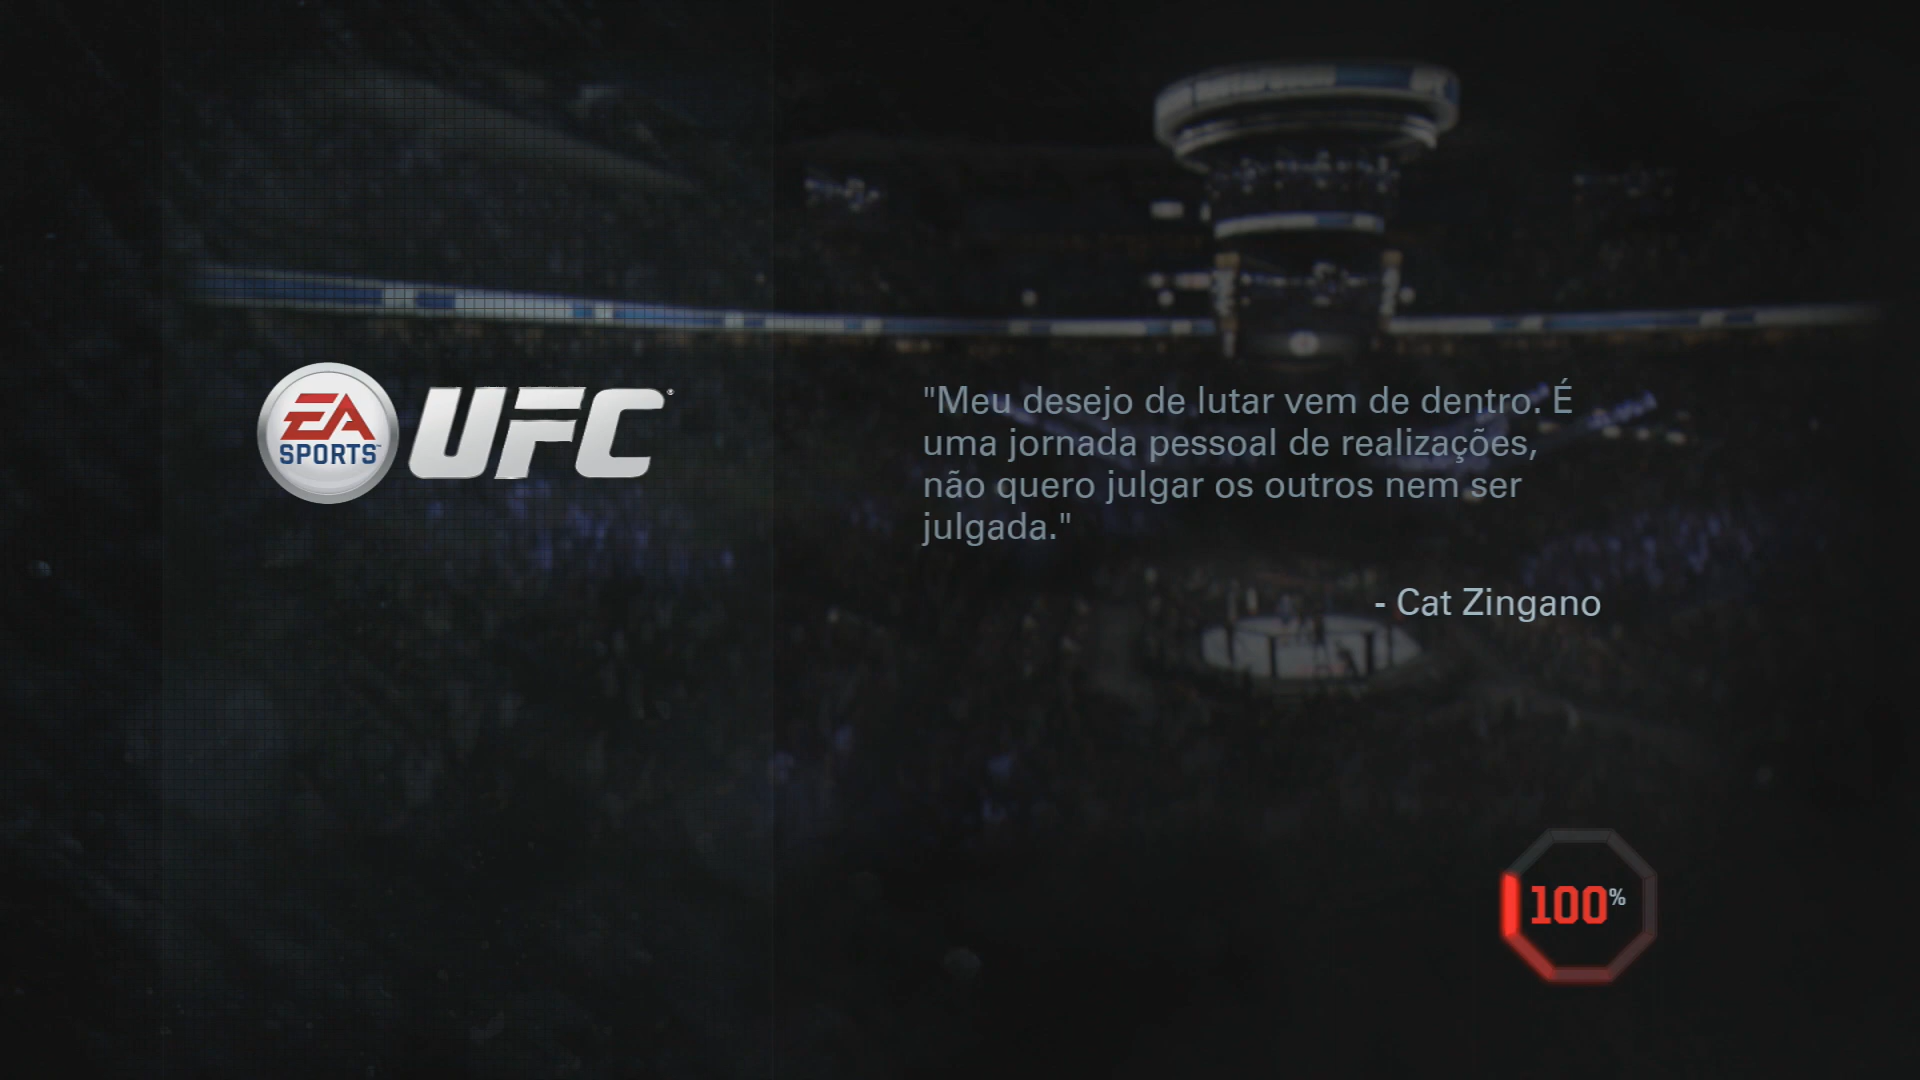 EA
SPORTS™
UFC®
"Meu desejo de lutar vem de dentro. É
uma jornada pessoal de realizações,
não quero julgar os outros nem ser
julgada."
- Cat Zingano
100%